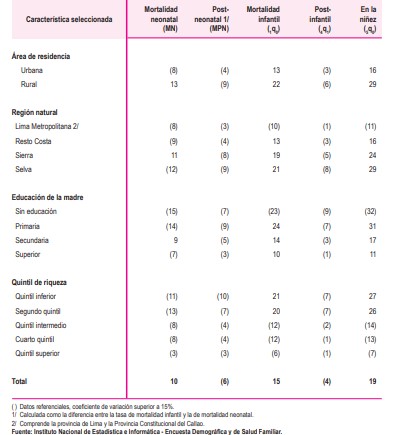 Característica seleccionada Mortalidad neonatal (MN) Post-neonatal 1/ (MPN) Mortalidad infantil (₁q₀) Post-infantil (₄q₁) En la niñez (₅q₀)
Área de residencia
Urbana (8) (4) 13 (3) 16
Rural 13 (9) 22 (6) 29
Región natural
Lima Metropolitana 2/ (8) (3) (10) (1) (11)
Resto Costa (9) (4) 13 (3) 16
Sierra 11 (8) 19 (5) 24
Selva (12) (9) 21 (8) 29
Educación de la madre
Sin educación (15) (7) (23) (9) (32)
Primaria (14) (9) 24 (7) 31
Secundaria 9 (5) 14 (3) 17
Superior (7) (3) 10 (1) 11
Quintil de riqueza
Quintil inferior (11) (10) 21 (7) 27
Segundo quintil (13) (7) 20 (7) 26
Quintil intermedio (8) (4) (12) (2) (14)
Cuarto quintil (8) (4) (12) (1) (13)
Quintil superior (3) (3) (6) (1) (7)
Total 10 (6) 15 (4) 19
( ) Datos referenciales, coeficiente de variación superior a 15%.
1/ Calculada como la diferencia entre la tasa de mortalidad infantil y la de mortalidad neonatal.
2/ Comprende la provincia de Lima y la Provincia Constitucional del Callao.
Fuente: Instituto Nacional de Estadística e Informática - Encuesta Demográfica y de Salud Familiar.